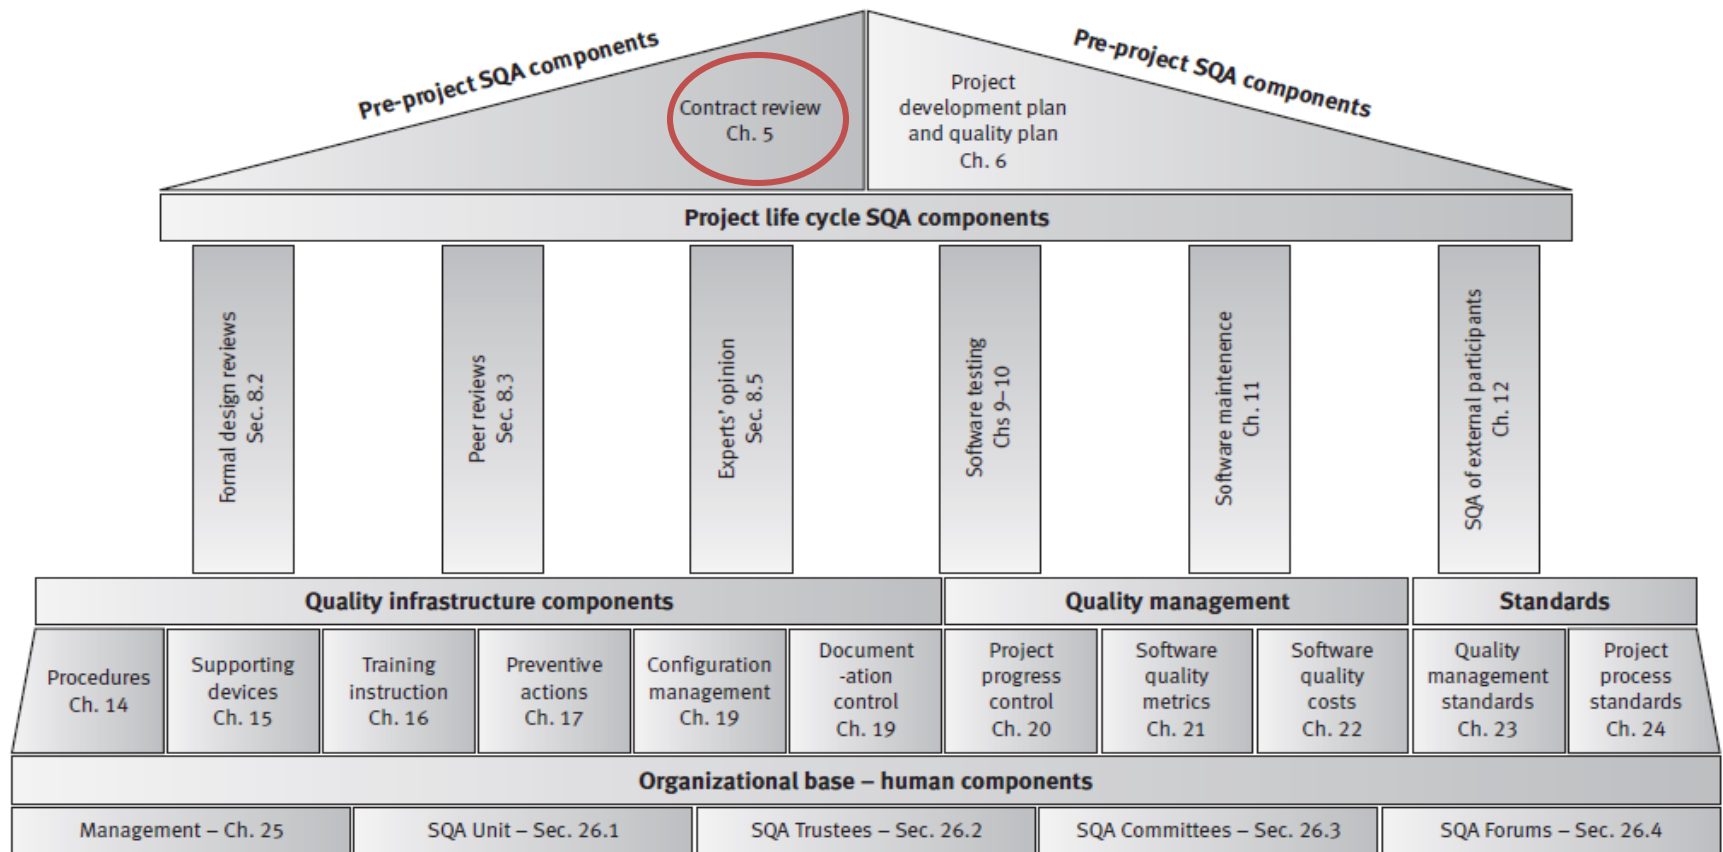 Pre-project SQA components
Pre-project SQA components
Contract review
Ch. 5
Project
development plan
and quality plan
Ch. 6
Project life cycle SQA components
Formal design reviews
Sec. 8.2
Peer reviews
Sec. 8.3
Experts' opinion
Sec. 8.5
Software testing
Chs 9–10
Software maintenence
Ch. 11
SQA of external participants
Ch. 12
Quality infrastructure components
Quality management
Standards
Procedures
Ch. 14
Supporting
devices
Ch. 15
Training
instruction
Ch. 16
Preventive
actions
Ch. 17
Configuration
management
Ch. 19
Document
-ation
control
Ch. 19
Project
progress
control
Ch. 20
Software
quality
metrics
Ch. 21
Software
quality
costs
Ch. 22
Quality
management
standards
Ch. 23
Project
process
standards
Ch. 24
Organizational base – human components
Management – Ch. 25
SQA Unit – Sec. 26.1
SQA Trustees – Sec. 26.2
SQA Committees – Sec. 26.3
SQA Forums – Sec. 26.4